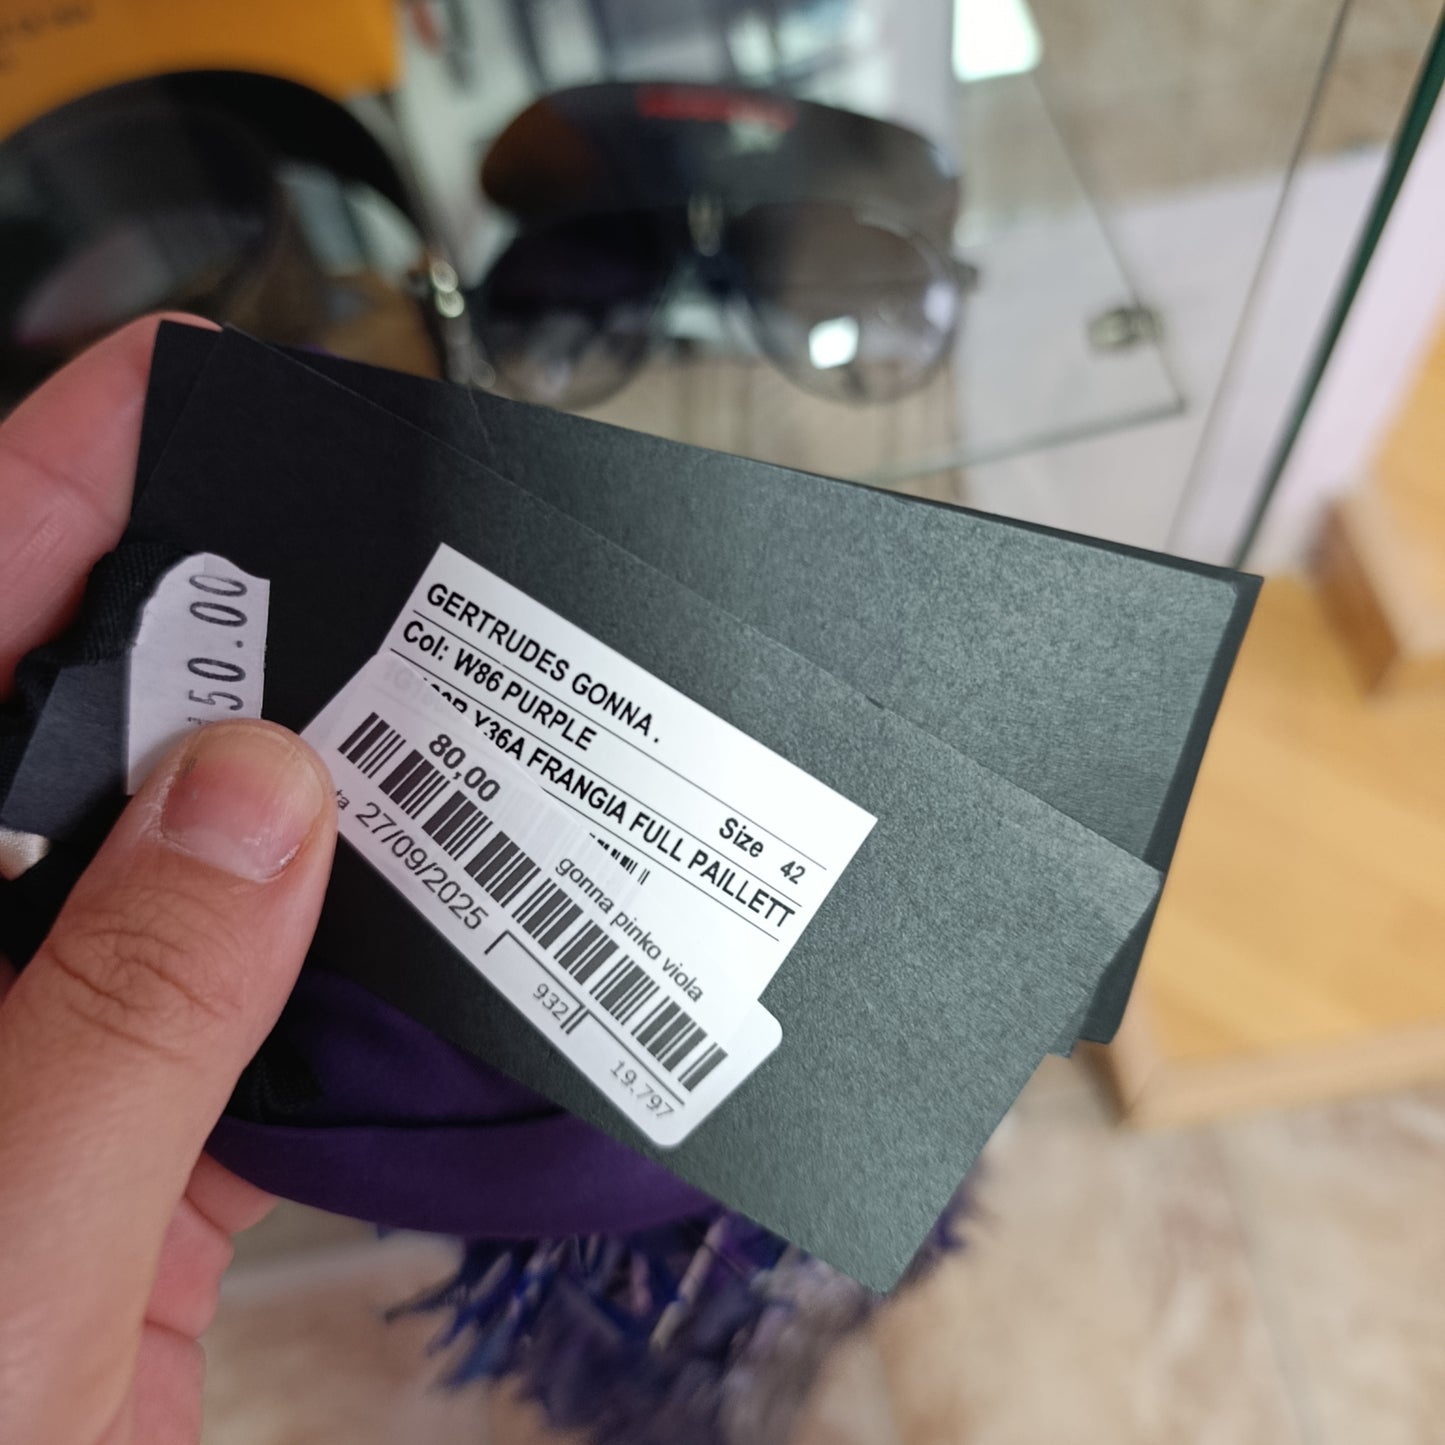 GERTRUDES GONNA .
Col: W86 PURPLE
Size 42
Y36A FRANGIA FULL PAILLETT
80,00
gonna pinko viola
27/09/2025
932
19.797
50.00